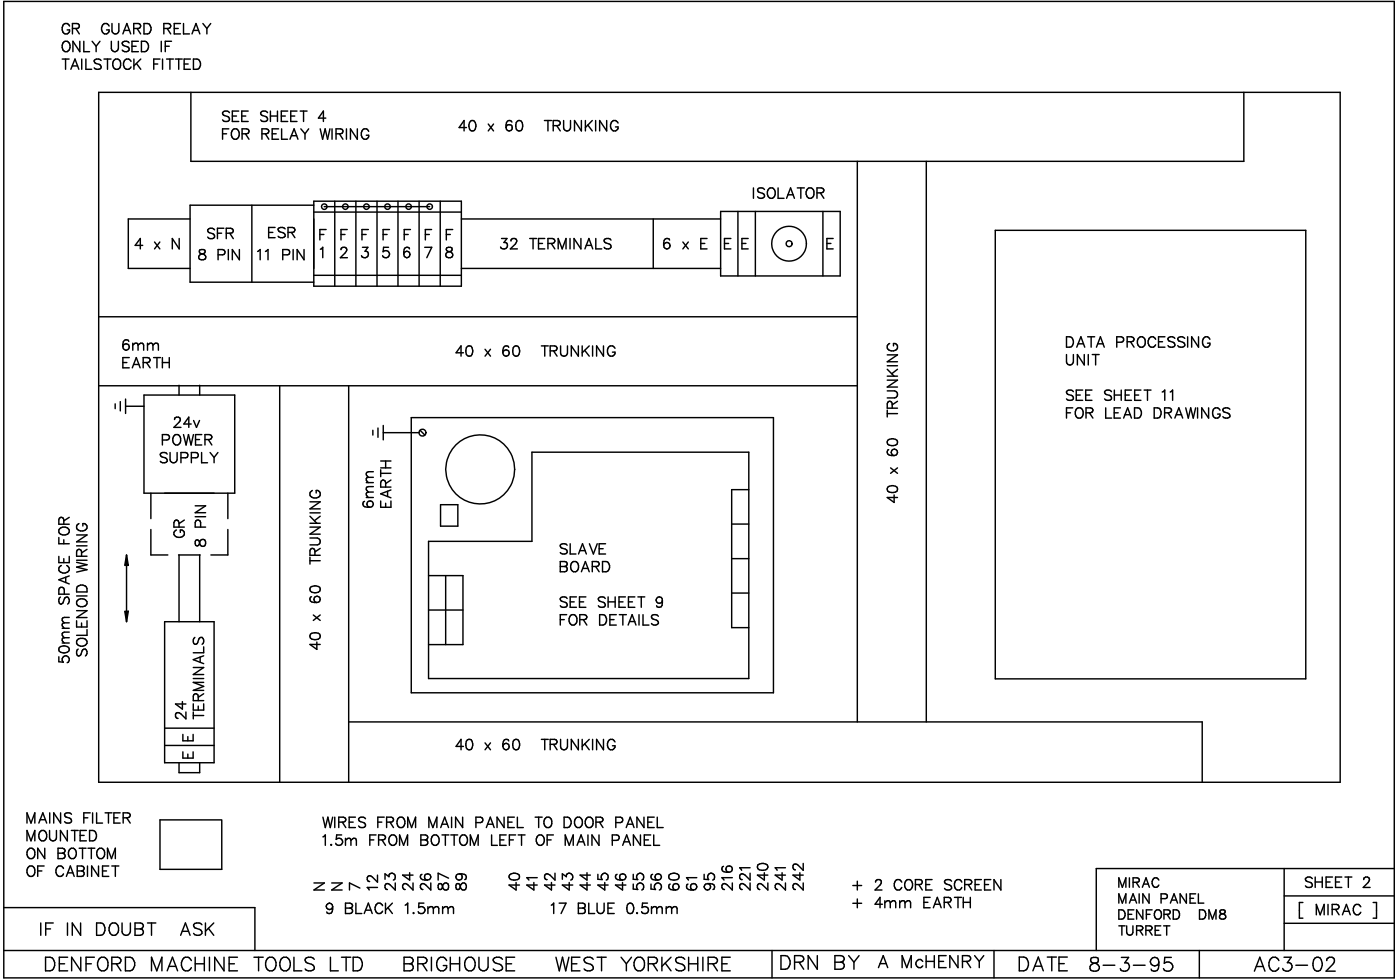 GR GUARD RELAY
ONLY USED IF
TAILSTOCK FITTED
SEE SHEET 4
FOR RELAY WIRING
40 x 60 TRUNKING
ISOLATOR
4 x N
SFR
8 PIN
ESR
11 PIN
F 1
F 2
F 3
F 5
F 6
F 7
F 8
32 TERMINALS
6 x E
E
E
E
6mm
EARTH
40 x 60 TRUNKING
24v
POWER
SUPPLY
GR
8 PIN
50mm SPACE FOR
SOLENOID WIRING
24
TERMINALS
E
E
40 x 60 TRUNKING
6mm
EARTH
SLAVE
BOARD
SEE SHEET 9
FOR DETAILS
40 x 60 TRUNKING
DATA PROCESSING
UNIT
SEE SHEET 11
FOR LEAD DRAWINGS
40 x 60 TRUNKING
MAINS FILTER
MOUNTED
ON BOTTOM
OF CABINET
WIRES FROM MAIN PANEL TO DOOR PANEL
1.5m FROM BOTTOM LEFT OF MAIN PANEL
N N 7 12 23 24 26 87 89
9 BLACK 1.5mm
40 41 42 43 44 45 46 55 56 60 61 95 216 221 240 241 242
17 BLUE 0.5mm
+ 2 CORE SCREEN
+ 4mm EARTH
MIRAC
MAIN PANEL
DENFORD DM8
TURRET
SHEET 2
[ MIRAC ]
IF IN DOUBT ASK
DENFORD MACHINE TOOLS LTD BRIGHOUSE WEST YORKSHIRE
DRN BY A McHENRY
DATE 8-3-95
AC3-02